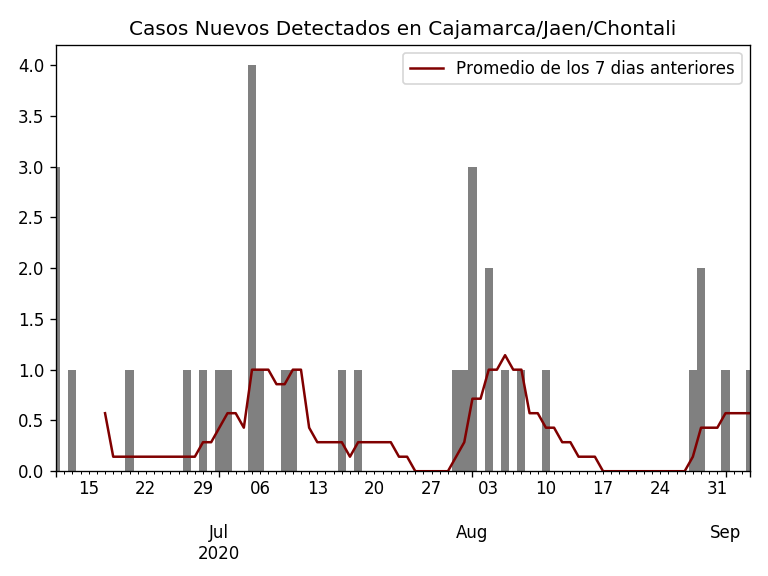 Casos Nuevos Detectados en Cajamarca/Jaen/Chontali
Promedio de los 7 dias anteriores
4.0
3.5
3.0
2.5
2.0
1.5
1.0
0.5
0.0
15 22 29 06 13 20 27 03 10 17 24 31
Jul Aug Sep
2020